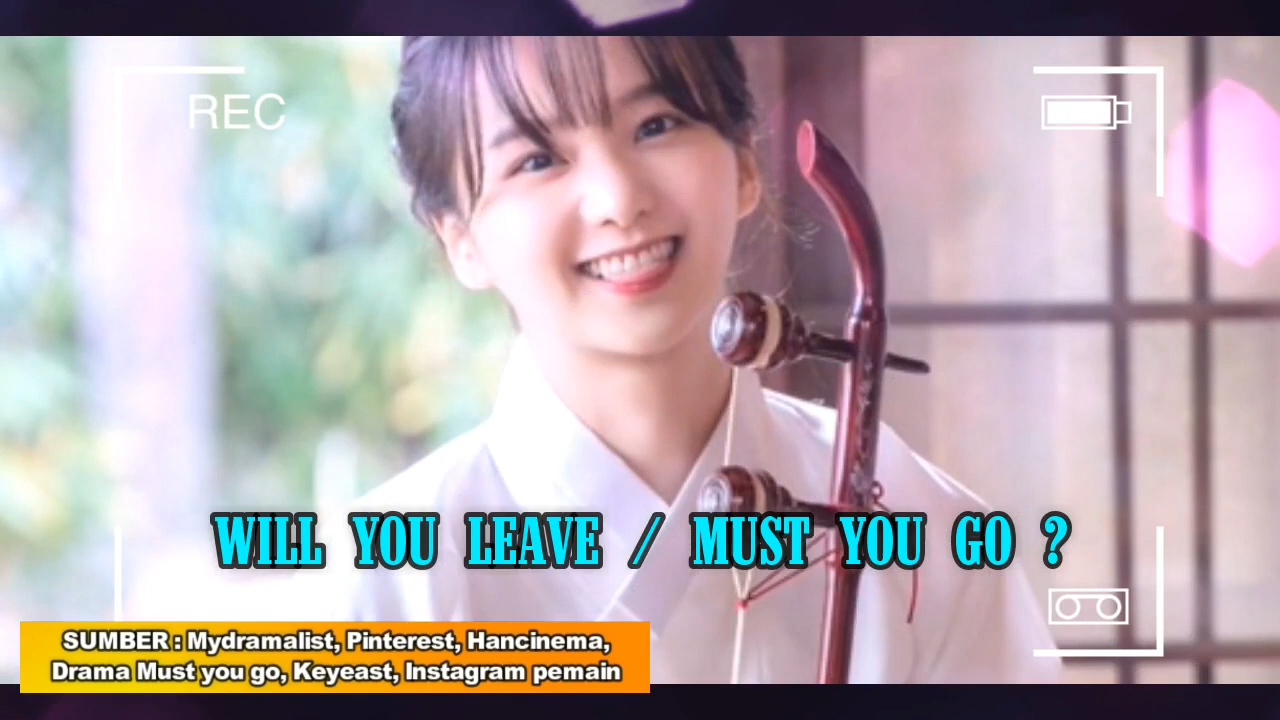 REC
WILL YOU LEAVE / MUST YOU GO ?
SUMBER : Mydramalist, Pinterest, Hancinema,
Drama Must you go, Keyeast, Instagram pemain